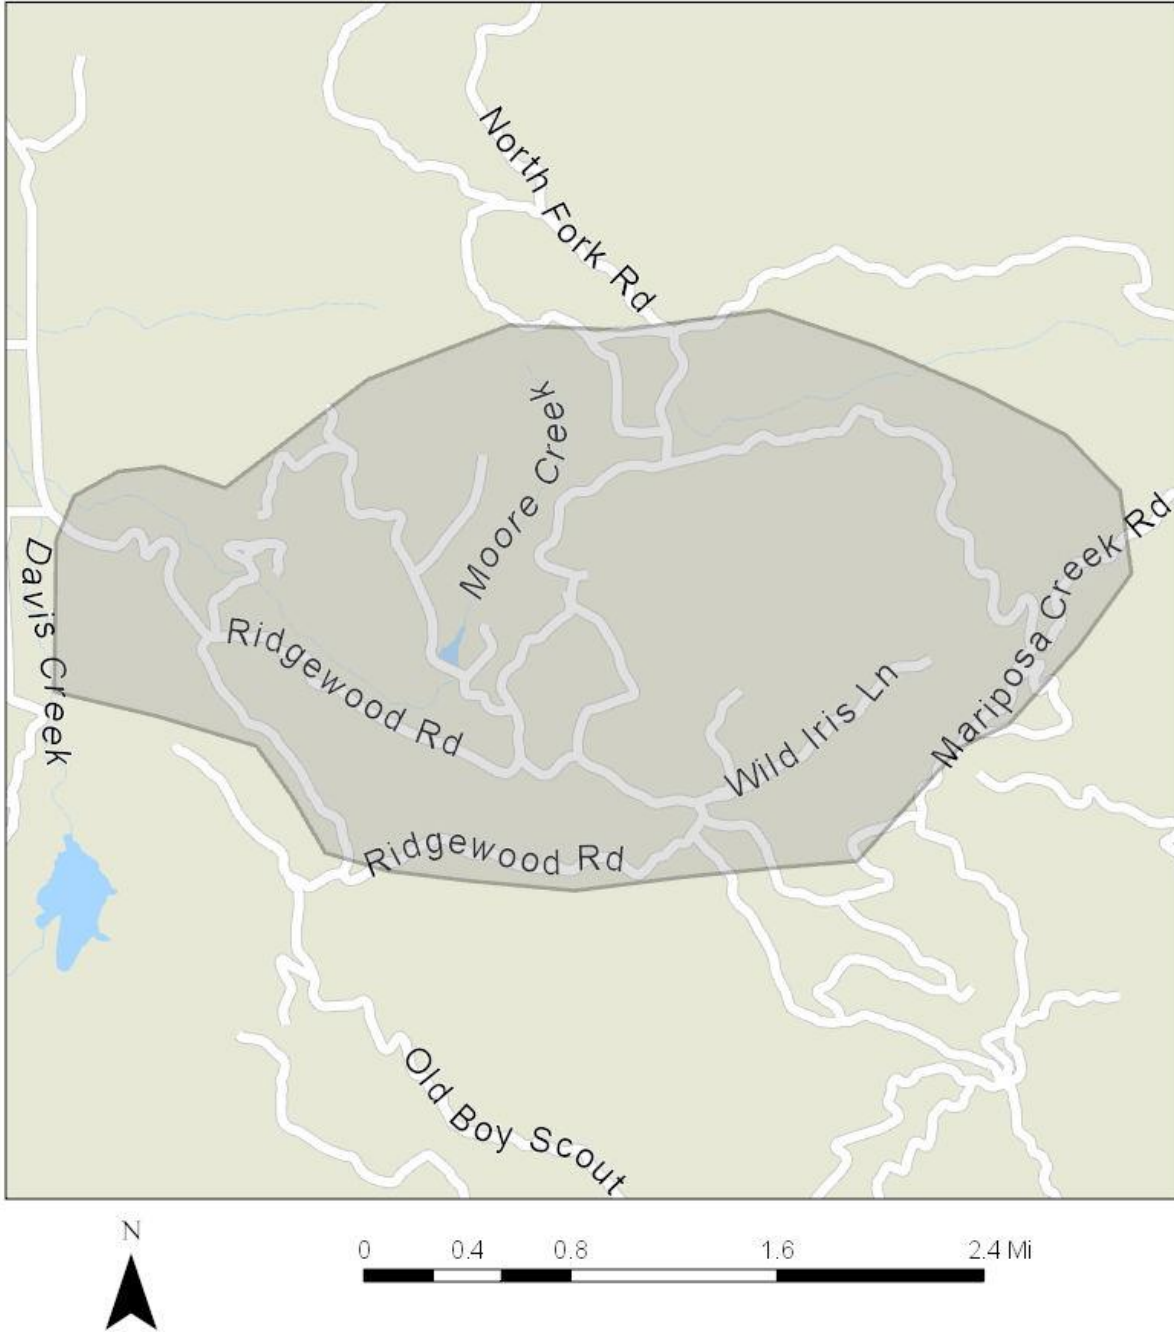 North Fork Rd
Moore Creek
Davis Creek
Ridgewood Rd
Mariposa Creek Rd
Wild Iris Ln
Ridgewood Rd
Old Boy Scout
N
0 0.4 0.8 1.6 2.4 Mi